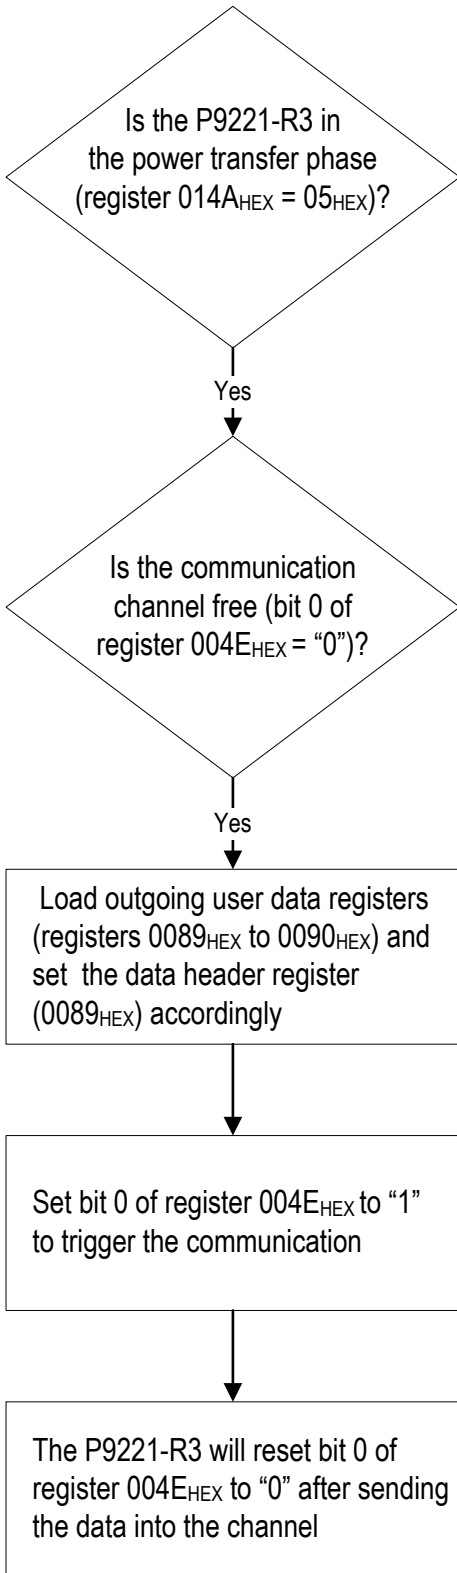 Is the P9221-R3 in
the power transfer phase
(register 014AHEX = 05HEX)?
Yes
Is the communication
channel free (bit 0 of
register 004EHEX = “0”)?
Yes
Load outgoing user data registers
(registers 0089HEX to 0090HEX) and
set the data header register
(0089HEX) accordingly
Set bit 0 of register 004EHEX to “1”
to trigger the communication
The P9221-R3 will reset bit 0 of
register 004EHEX to “0” after sending
the data into the channel